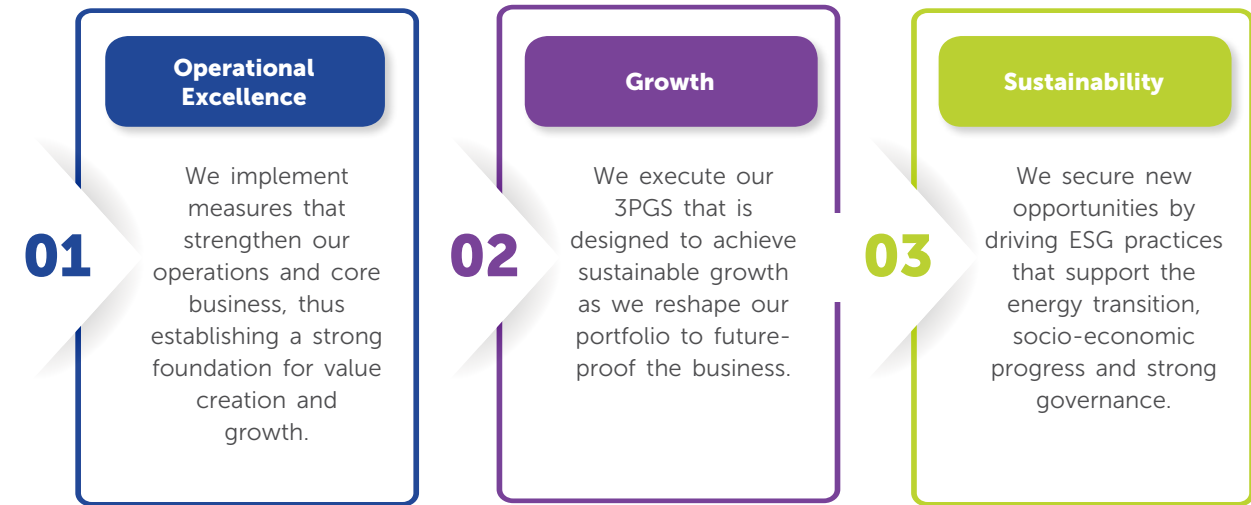 01
Operational
Excellence
We implement
measures that
strengthen our
operations and core
business, thus
establishing a strong
foundation for value
creation and
growth.
02
Growth
We execute our
3PGS that is
designed to achieve
sustainable growth
as we reshape our
portfolio to future-
proof the business.
03
Sustainability
We secure new
opportunities by
driving ESG practices
that support the
energy transition,
socio-economic
progress and strong
governance.